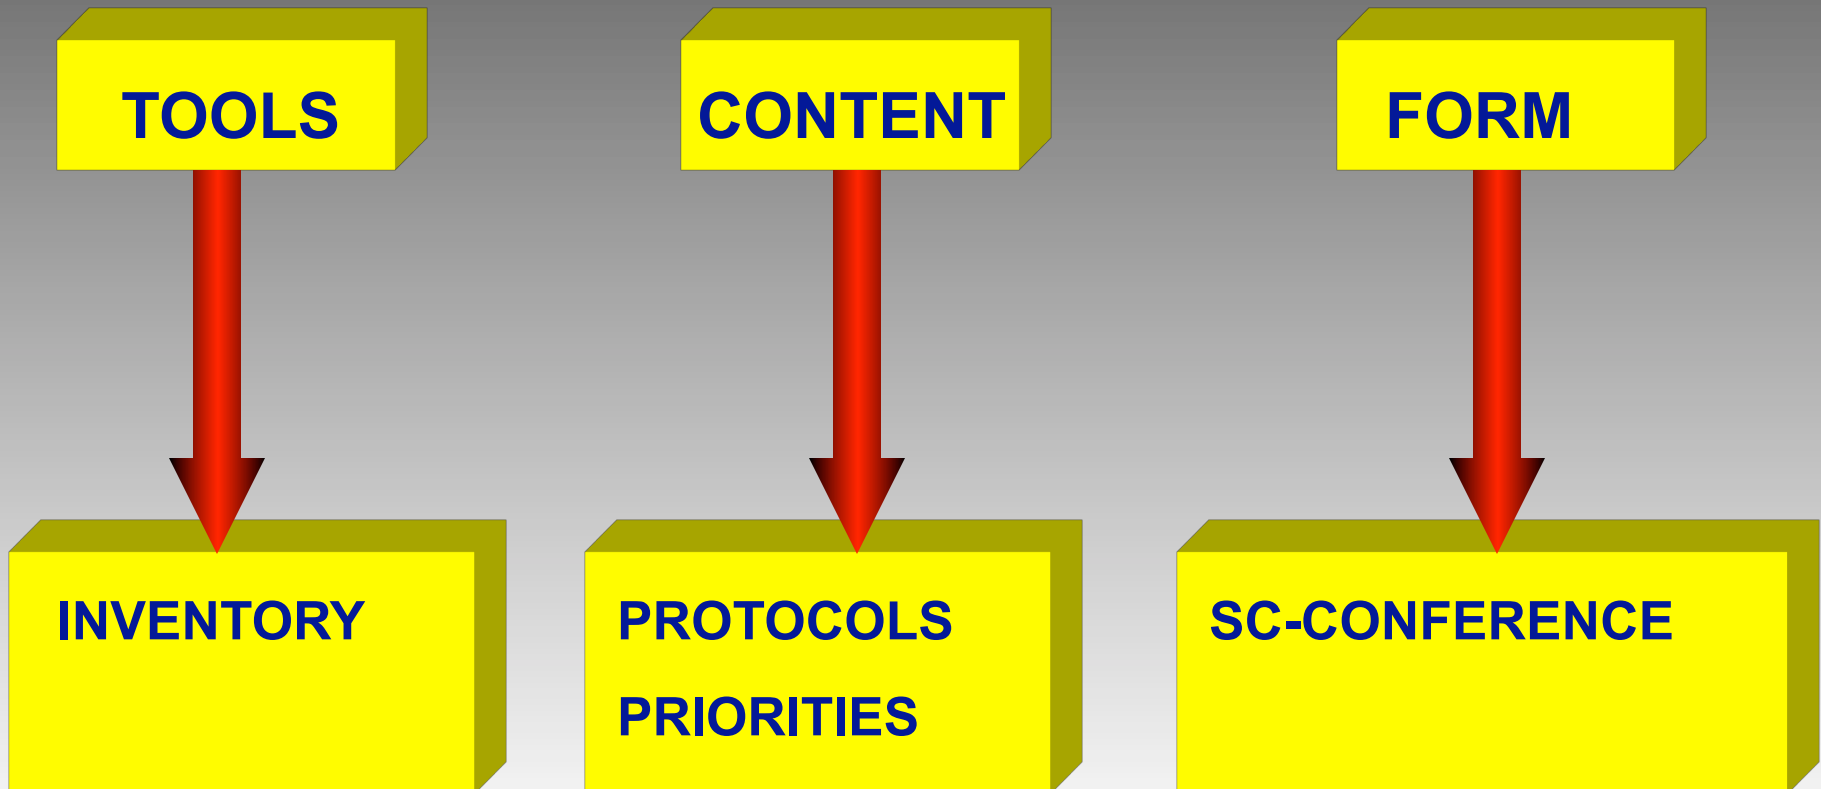 TOOLS
CONTENT
FORM
INVENTORY
PROTOCOLS
PRIORITIES
SC-CONFERENCE